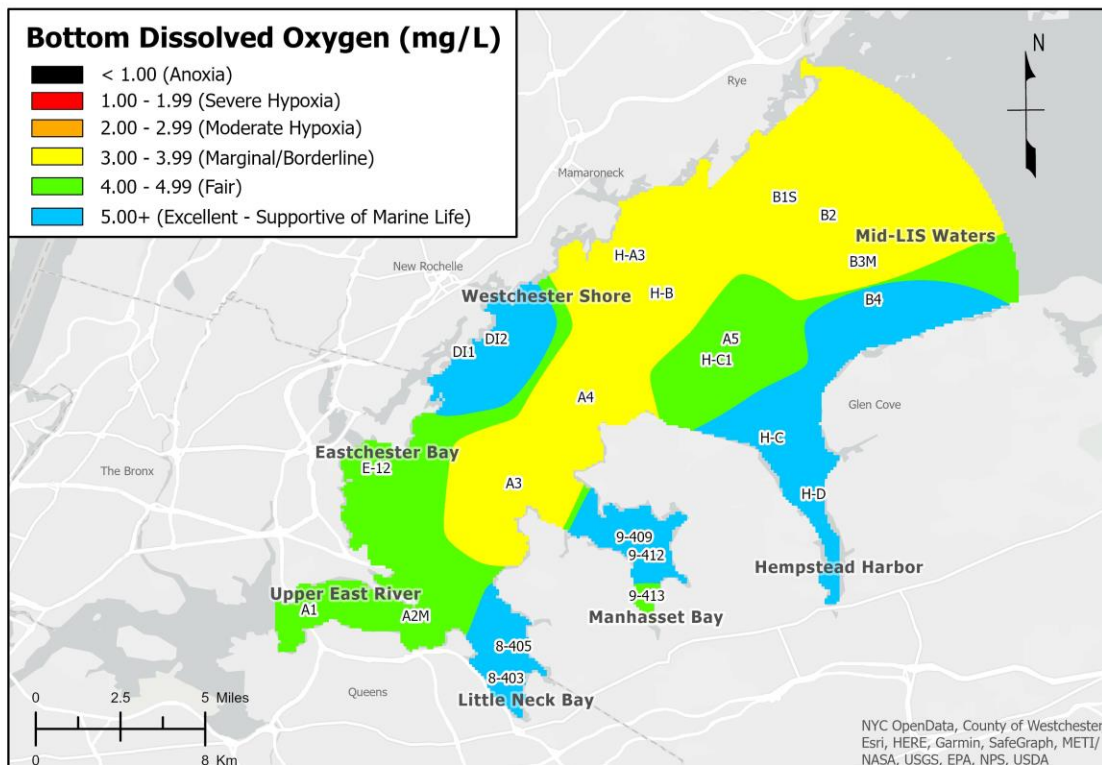 Bottom Dissolved Oxygen (mg/L)
< 1.00 (Anoxia)
1.00 - 1.99 (Severe Hypoxia)
2.00 - 2.99 (Moderate Hypoxia)
3.00 - 3.99 (Marginal/Borderline)
4.00 - 4.99 (Fair)
5.00+ (Excellent - Supportive of Marine Life)
N
Rye
Mamaroneck
B1S
B2
Mid-LIS Waters
H-A3
B3M
New Rochelle
Westchester Shore
H-B
B4
DI2
DI1
A5
H-C1
A4
Glen Cove
H-C
Eastchester Bay
E-12
The Bronx
A3
H-D
9-409
9-412
Hempstead Harbor
Upper East River
9-413
A1
A2M
Manhasset Bay
8-405
8-403
Queens
Little Neck Bay
0 2.5 5 Miles
0 8 Km
NYC OpenData, County of Westchester,
Esri, HERE, Garmin, SafeGraph, METI/
NASA, USGS, EPA, NPS, USDA